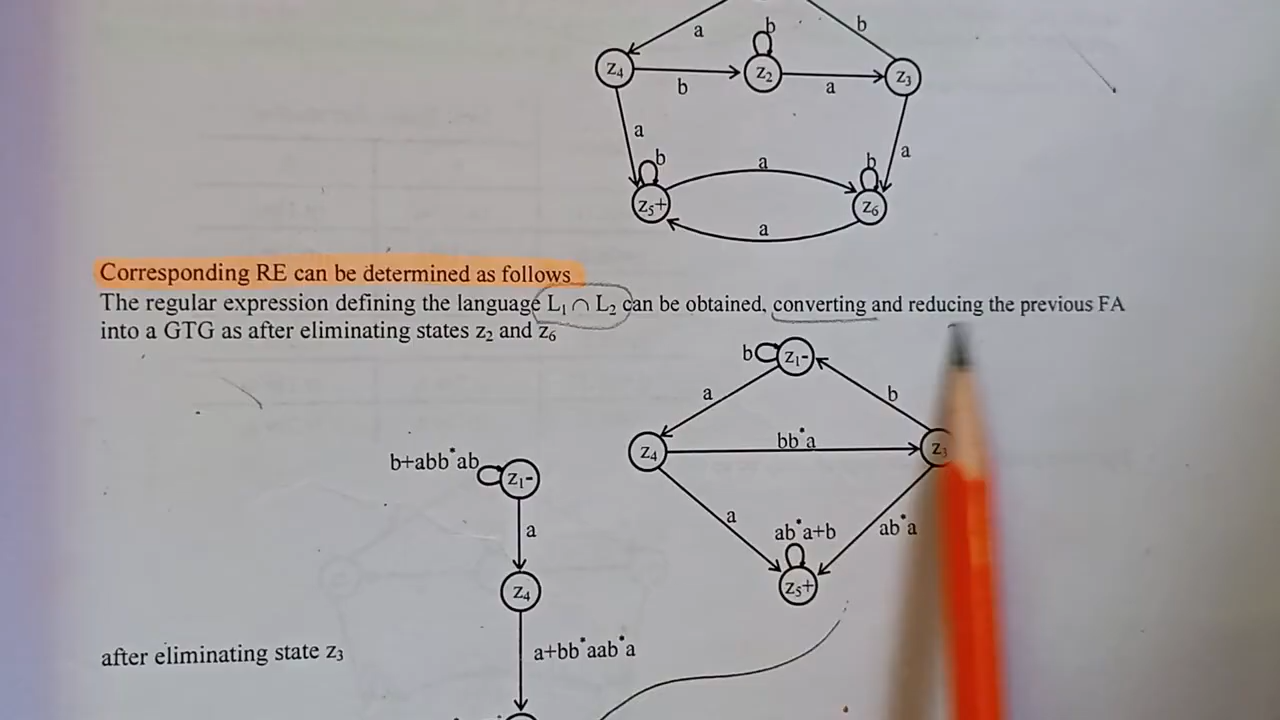 a
b
b
z4
z2
z3
b
a
a
a
b
a
b
z5+
z6
a
Corresponding RE can be determined as follows
The regular expression defining the language L1 ∩ L2 can be obtained, converting and reducing the previous FA
into a GTG as after eliminating states z2 and z6
b
z1-
a
b
bb*a
z4
z3
b+abb*ab
z1-
a
a
ab*a+b
ab*a
z5+
z4
after eliminating state z3
a+bb*aab*a